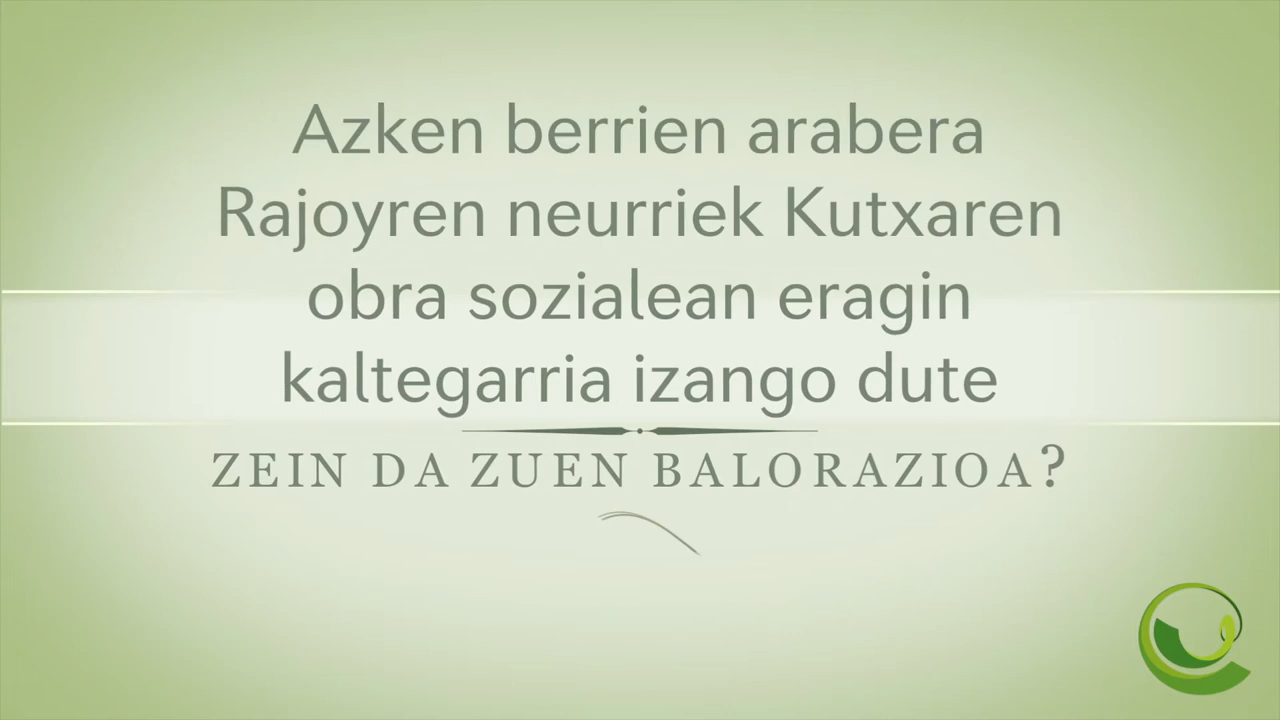 Azken berrien arabera
Rajoyren neurriek Kutxaren
obra sozialean eragin
kaltegarria izango dute
ZEIN DA ZUEN BALORAZIOA?